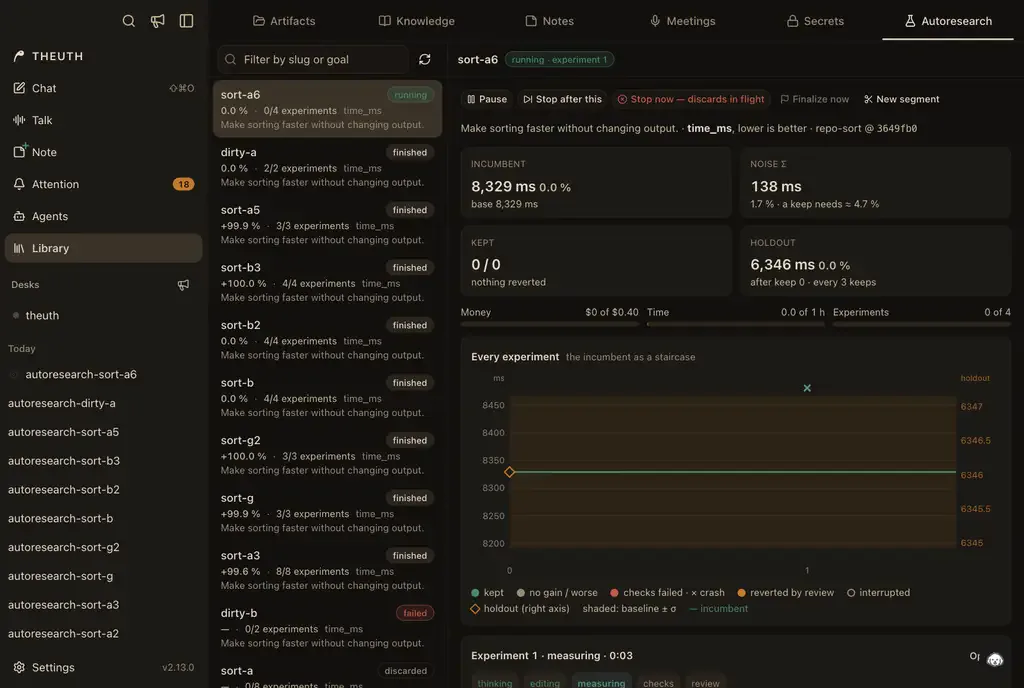 THEUTH
Chat ⇧⌘O
Talk
Note
Attention 18
Agents
Library
Desks
theuth
Today
autoresearch-sort-a6
autoresearch-dirty-a
autoresearch-sort-a5
autoresearch-sort-b3
autoresearch-sort-b2
autoresearch-sort-b
autoresearch-sort-g2
autoresearch-sort-g
autoresearch-sort-a3
autoresearch-sort-a2
Settings v2.13.0
Artifacts Knowledge Notes Meetings Secrets Autoresearch
Filter by slug or goal
sort-a6 running
0.0 % · 0/4 experiments time_ms
Make sorting faster without changing output.
dirty-a finished
0.0 % · 2/2 experiments time_ms
Make sorting faster without changing output.
sort-a5 finished
+99.9 % · 3/3 experiments time_ms
Make sorting faster without changing output.
sort-b3 finished
+100.0 % · 4/4 experiments time_ms
Make sorting faster without changing output.
sort-b2 finished
0.0 % · 4/4 experiments time_ms
Make sorting faster without changing output.
sort-b finished
0.0 % · 4/4 experiments time_ms
Make sorting faster without changing output.
sort-g2 finished
+100.0 % · 3/3 experiments time_ms
Make sorting faster without changing output.
sort-g finished
+99.9 % · 3/3 experiments time_ms
Make sorting faster without changing output.
sort-a3 finished
+99.6 % · 8/8 experiments time_ms
Make sorting faster without changing output.
dirty-b failed
— · 0/2 experiments time_ms
Make sorting faster without changing output.
sort-a discarded
— · 0/8 experiments time_ms
sort-a6 running · experiment 1
Pause Stop after this Stop now — discards in flight Finalize now New segment
Make sorting faster without changing output. · time_ms, lower is better · repo-sort @ 3649fb0
INCUMBENT
8,329 ms 0.0 %
base 8,329 ms
NOISE Σ
138 ms
1.7 % · a keep needs ≈ 4.7 %
KEPT
0 / 0
nothing reverted
HOLDOUT
6,346 ms 0.0 %
after keep 0 · every 3 keeps
Money $0 of $0.40 Time 0.0 of 1 h Experiments 0 of 4
Every experiment the incumbent as a staircase
ms holdout
8450 6347
8400 6346.5
8350 6346
8300 6345.5
8250 6345
8200
0 1
kept no gain / worse checks failed · × crash reverted by review interrupted
holdout (right axis) shaded: baseline ± σ incumbent
Experiment 1 · measuring · 0:03
thinking editing measuring checks review